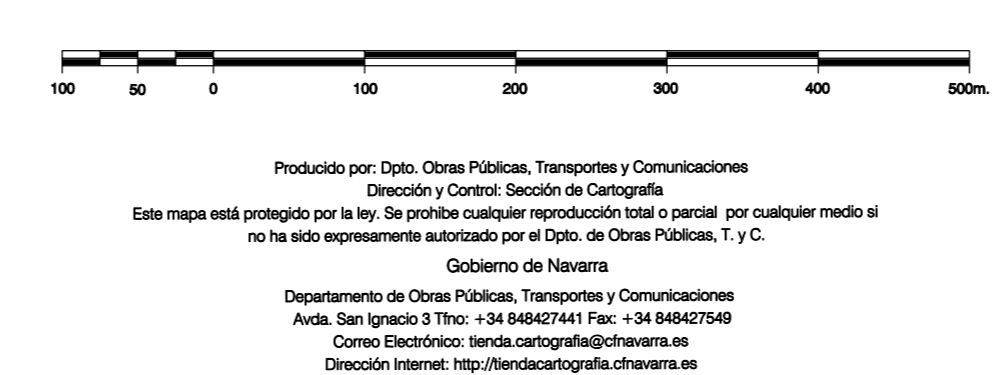 100 50 0 100 200 300 400 500m.
Producido por: Dpto. Obras Públicas, Transportes y Comunicaciones
Dirección y Control: Sección de Cartografía
Este mapa está protegido por la ley. Se prohibe cualquier reproducción total o parcial por cualquier medio si
no ha sido expresamente autorizado por el Dpto. de Obras Públicas, T. y C.
Gobierno de Navarra
Departamento de Obras Públicas, Transportes y Comunicaciones
Avda. San Ignacio 3 Tfno: +34 848427441 Fax: +34 848427549
Correo Electrónico: tienda.cartografia@cfnavarra.es
Dirección Internet: http://tiendacartografia.cfnavarra.es